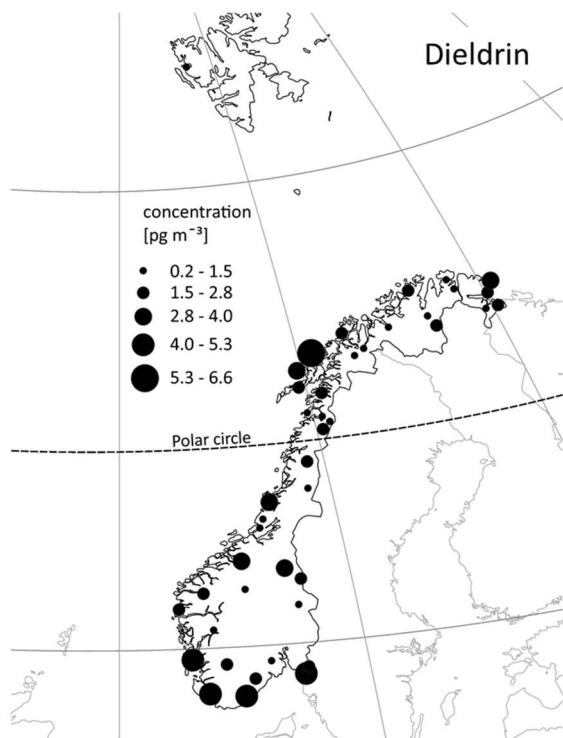 Dieldrin
concentration
[pg m⁻³]
0.2 - 1.5
1.5 - 2.8
2.8 - 4.0
4.0 - 5.3
5.3 - 6.6
Polar circle